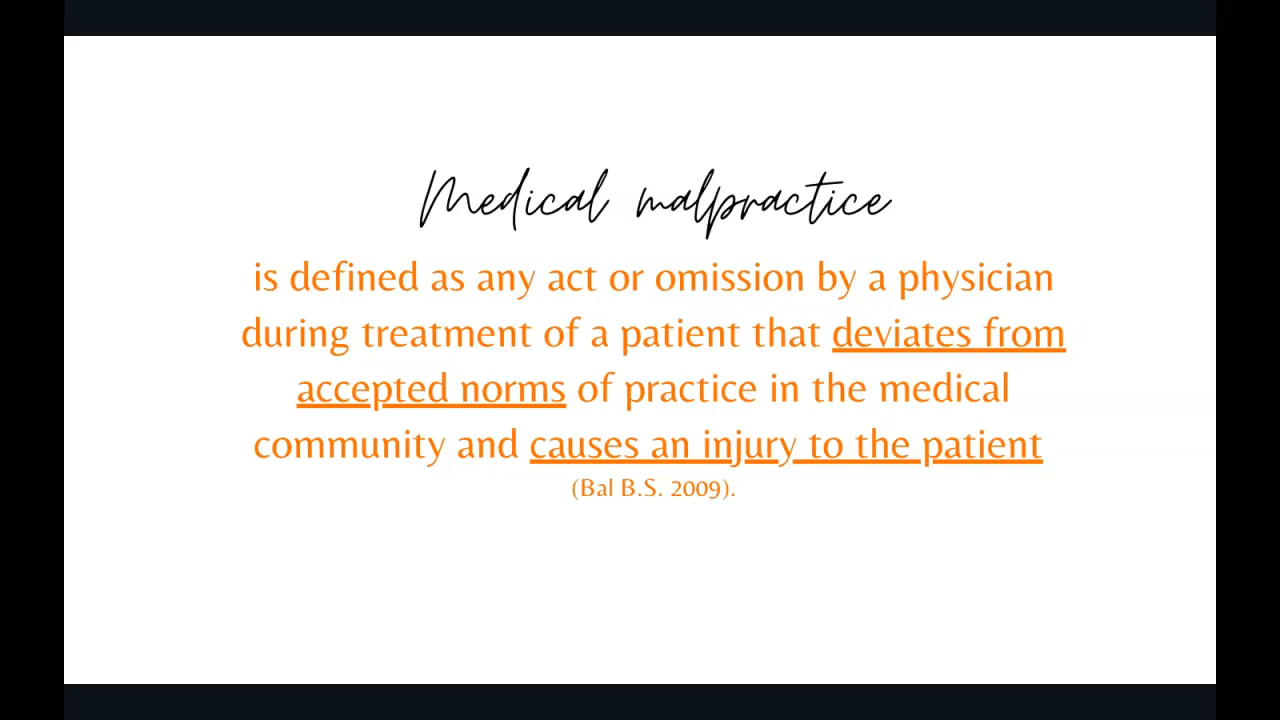 Medical malpractice
is defined as any act or omission by a physician
during treatment of a patient that deviates from
accepted norms of practice in the medical
community and causes an injury to the patient
(Bal B.S. 2009).